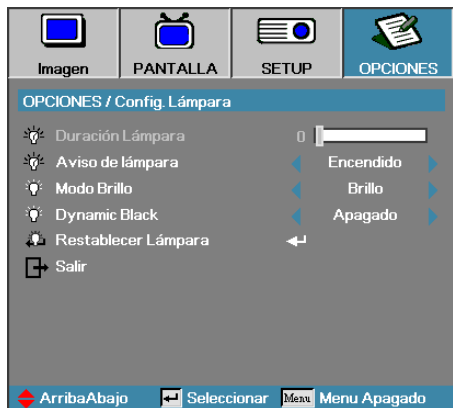 Imagen PANTALLA SETUP OPCIONES
OPCIONES / Config. Lámpara
Duración Lámpara 0
Aviso de lámpara Encendido
Modo Brillo Brillo
Dynamic Black Apagado
Restablecer Lámpara
Salir
ArribaAbajo Seleccionar Menu Menu Apagado